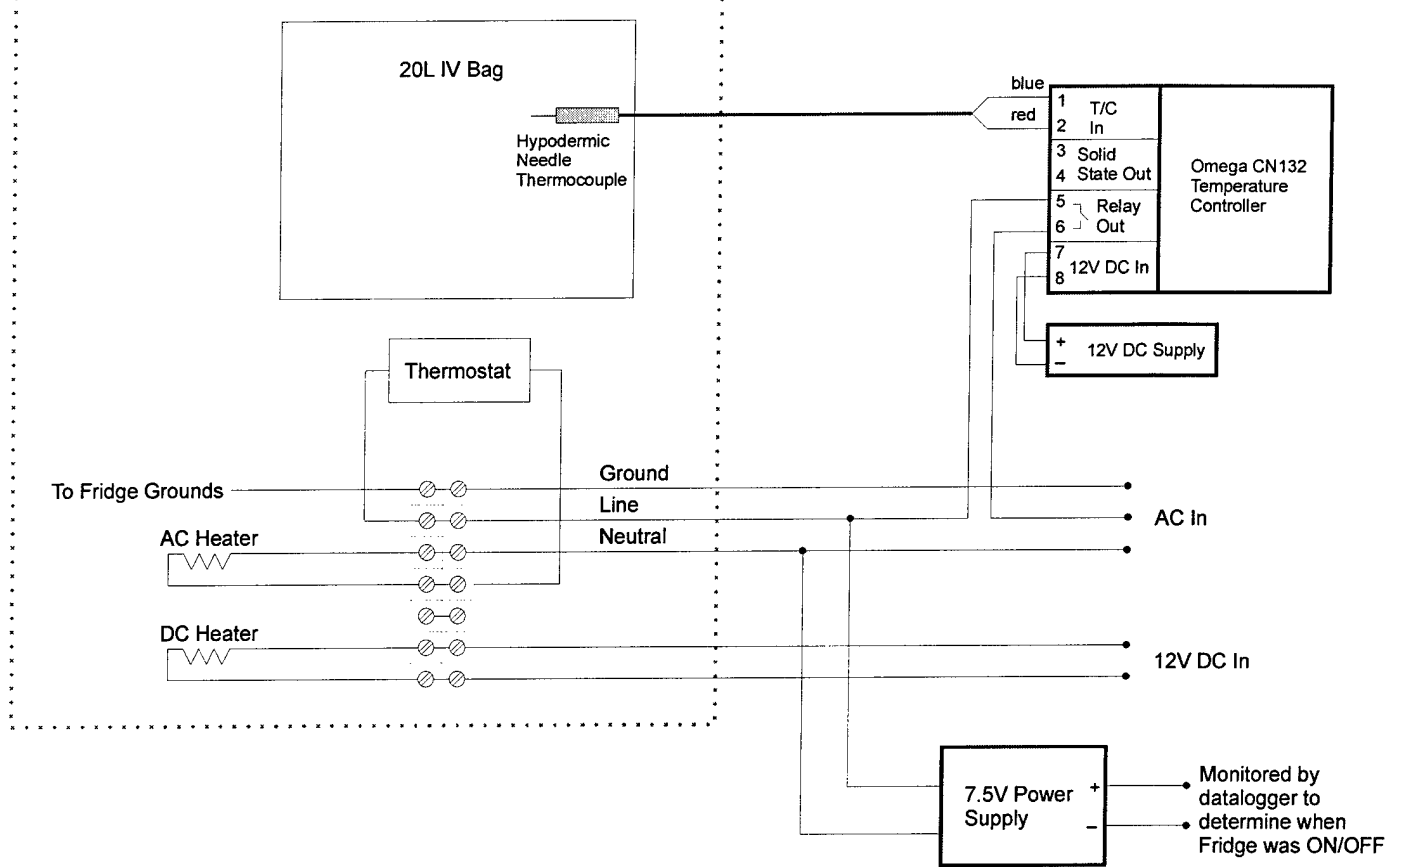 20L IV Bag
Hypodermic
Needle
Thermocouple
blue
red
1
2
T/C
In
3
4
Solid
State Out
5
6
Relay
Out
7
8
12V DC In
Omega CN132
Temperature
Controller
+
–
12V DC Supply
Thermostat
To Fridge Grounds
Ground
Line
Neutral
AC In
AC Heater
DC Heater
12V DC In
7.5V Power
Supply
+
–
Monitored by
datalogger to
determine when
Fridge was ON/OFF